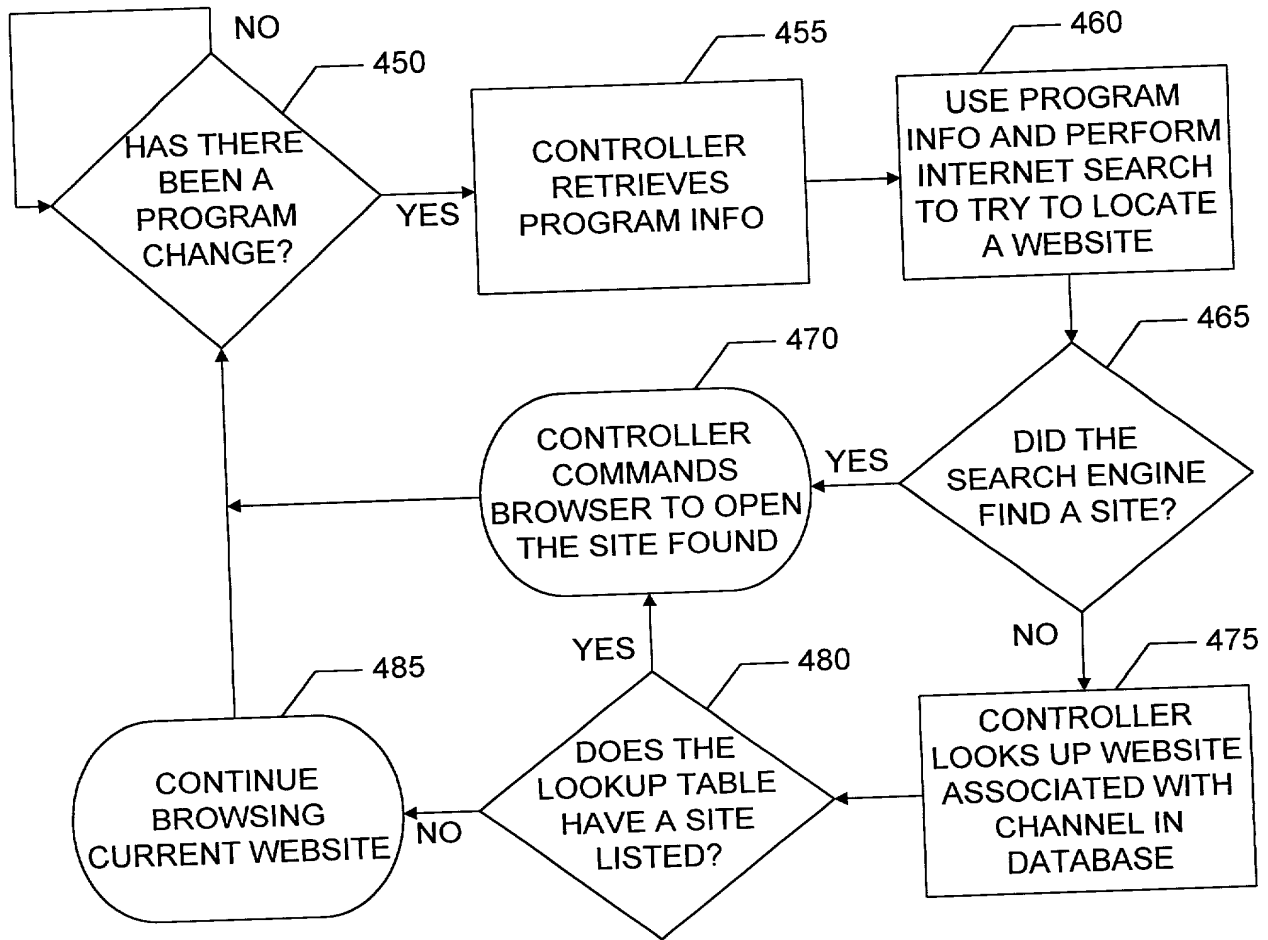 NO
450
HAS THERE
BEEN A
PROGRAM
CHANGE?
YES
455
CONTROLLER
RETRIEVES
PROGRAM INFO
460
USE PROGRAM
INFO AND PERFORM
INTERNET SEARCH
TO TRY TO LOCATE
A WEBSITE
465
DID THE
SEARCH ENGINE
FIND A SITE?
YES
470
CONTROLLER
COMMANDS
BROWSER TO OPEN
THE SITE FOUND
NO
475
CONTROLLER
LOOKS UP WEBSITE
ASSOCIATED WITH
CHANNEL IN
DATABASE
YES
480
DOES THE
LOOKUP TABLE
HAVE A SITE
LISTED?
NO
485
CONTINUE
BROWSING
CURRENT WEBSITE